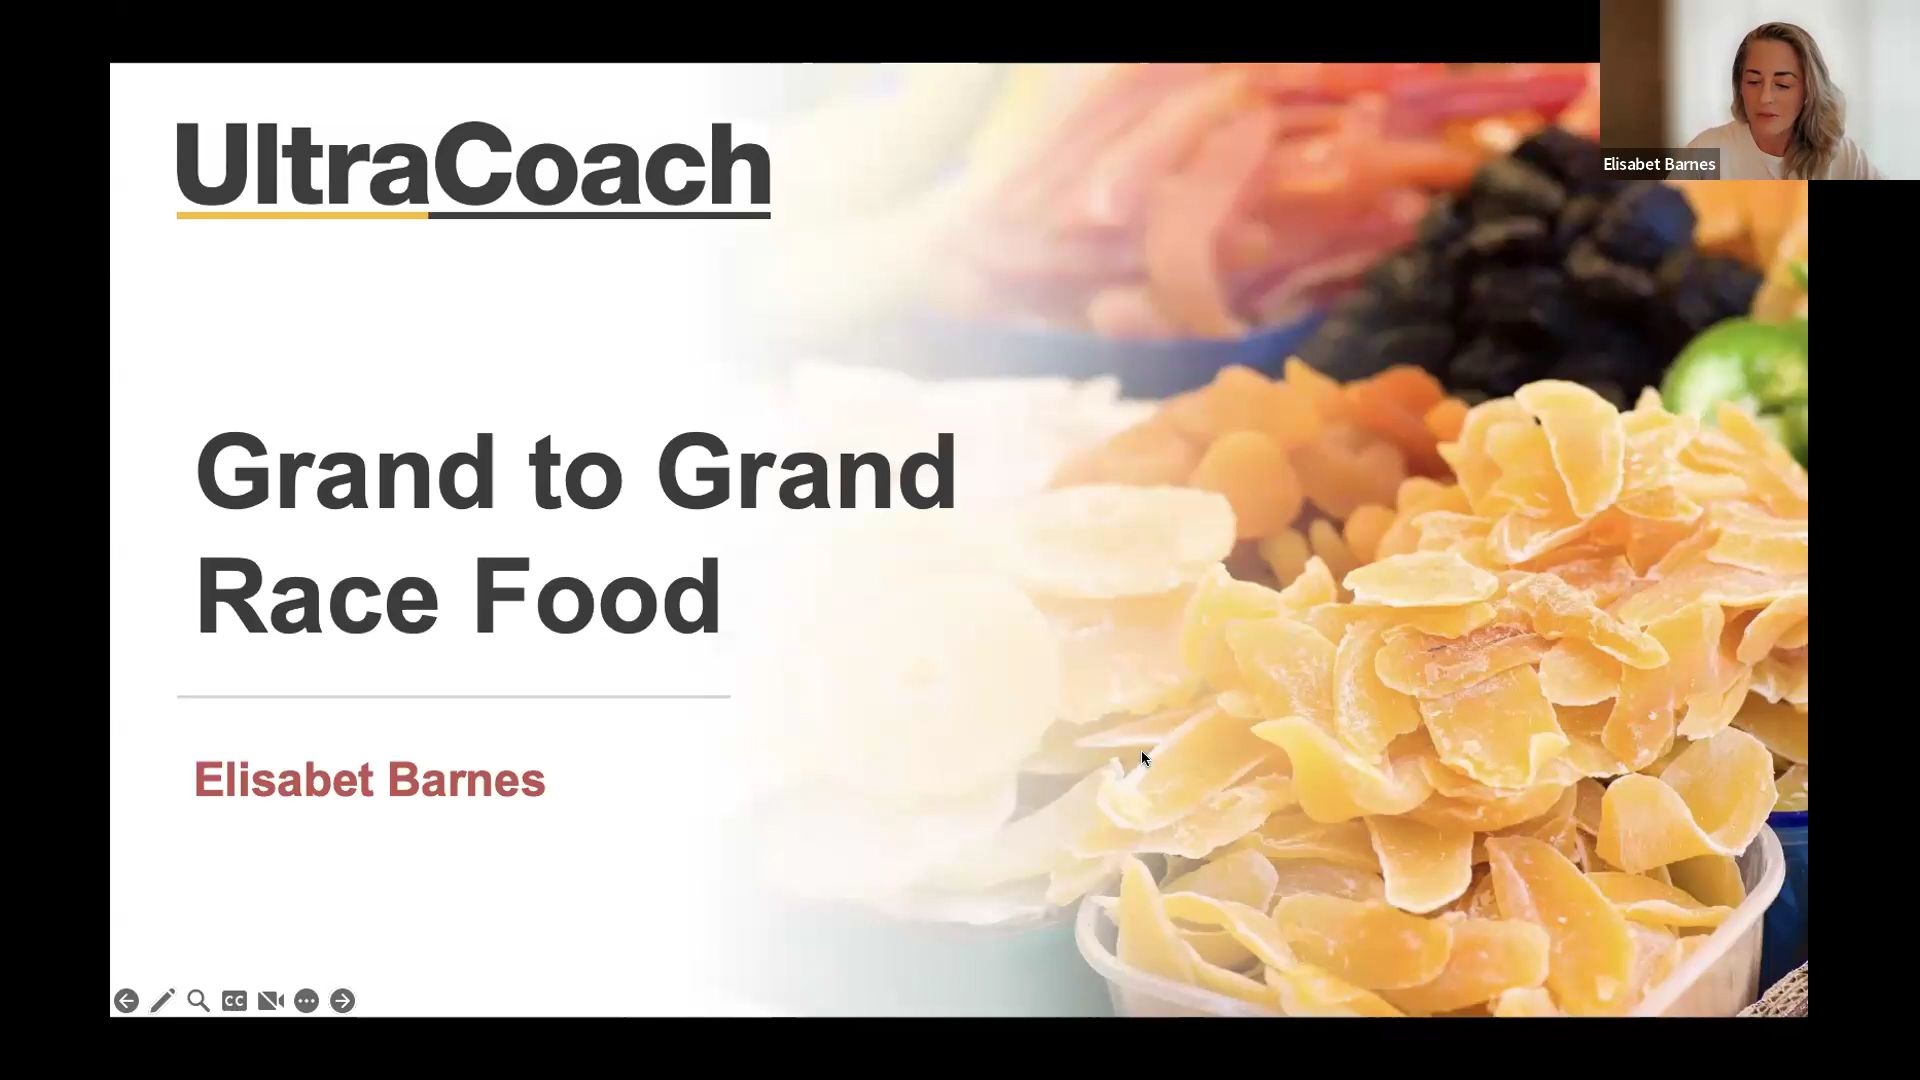 UltraCoach
Elisabet Barnes
Grand to Grand
Race Food
Elisabet Barnes
CC